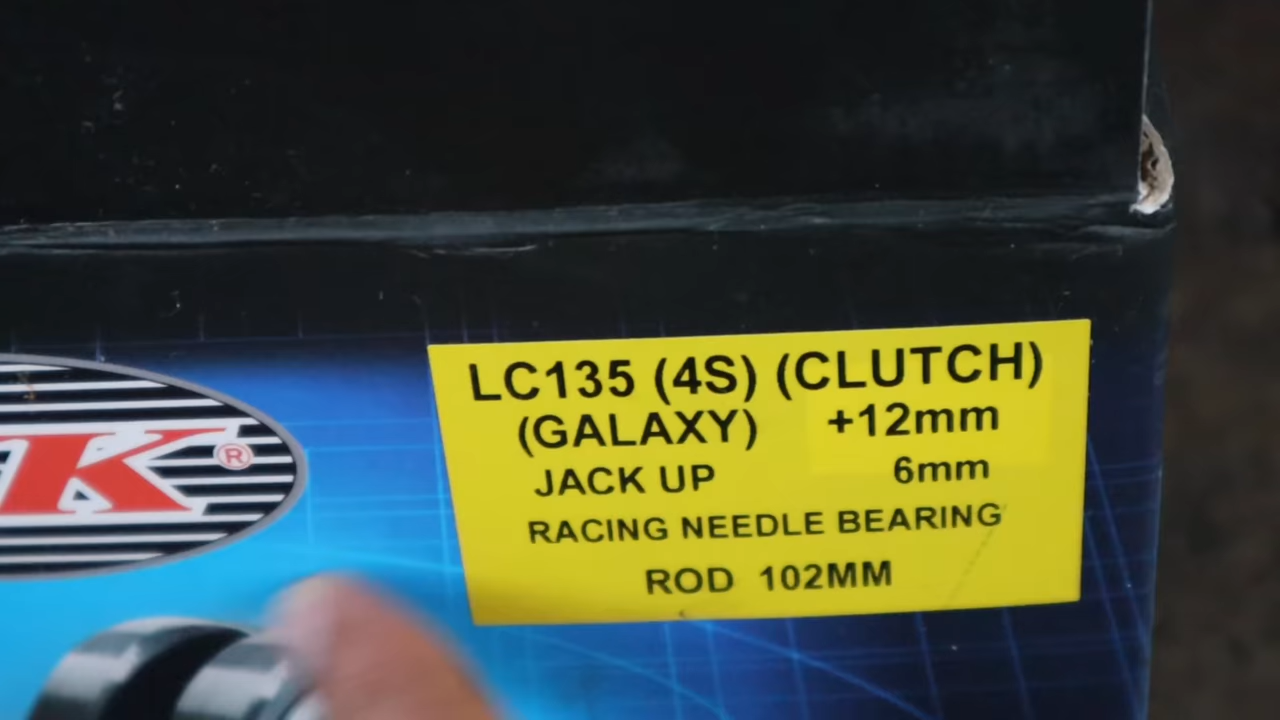 LC135 (4S) (CLUTCH)
(GALAXY) +12mm
JACK UP 6mm
RACING NEEDLE BEARING
ROD 102MM
K®